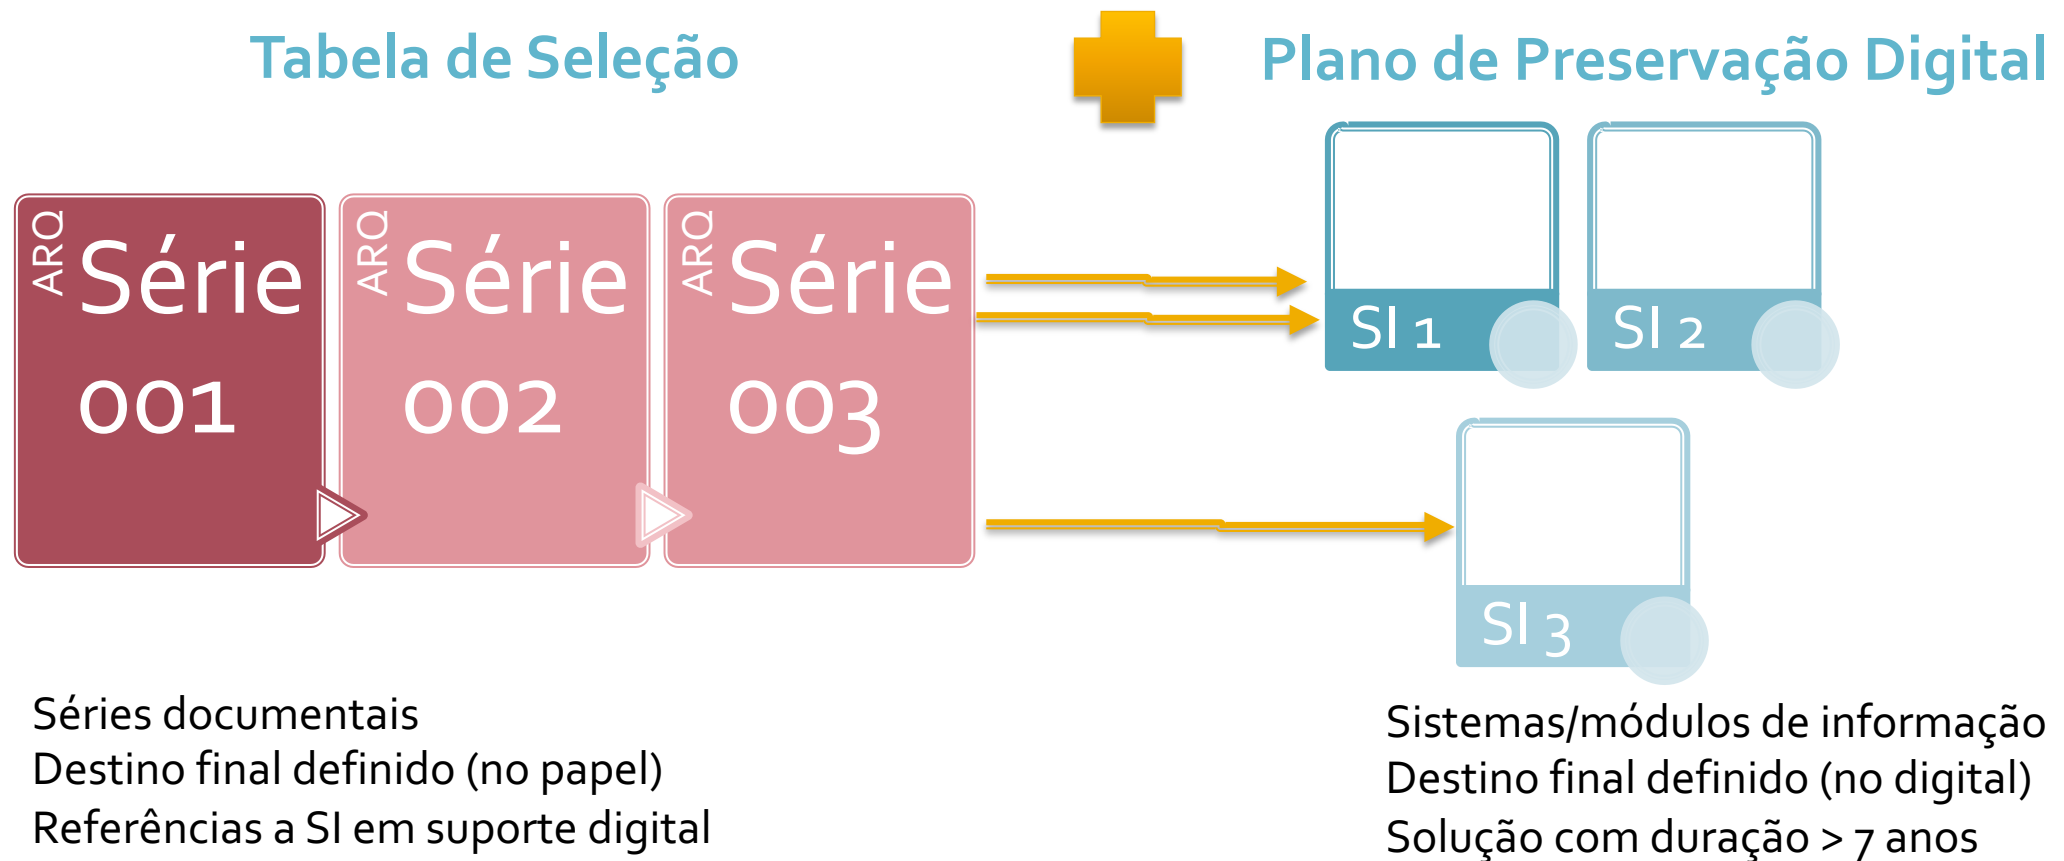 Tabela de Seleção
Plano de Preservação Digital
ARQ
Série
001
ARQ
Série
002
ARQ
Série
003
SI 1
SI 2
SI 3
Séries documentais
Destino final definido (no papel)
Referências a SI em suporte digital
Sistemas/módulos de informação
Destino final definido (no digital)
Solução com duração > 7 anos